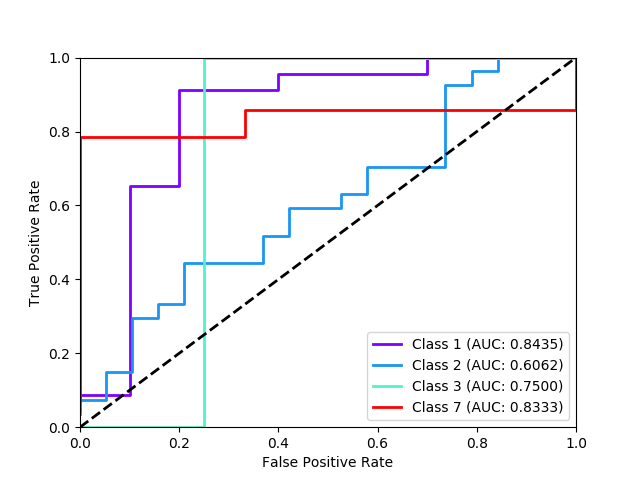 1.0
0.8
0.6
0.4
0.2
0.0
True Positive Rate
Class 1 (AUC: 0.8435)
Class 2 (AUC: 0.6062)
Class 3 (AUC: 0.7500)
Class 7 (AUC: 0.8333)
0.0 0.2 0.4 0.6 0.8 1.0
False Positive Rate